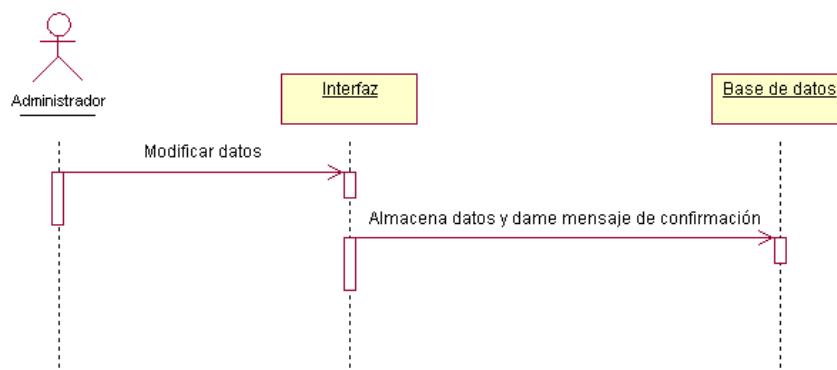 Administrador
Interfaz
Base de datos
Modificar datos
Almacena datos y dame mensaje de confirmación